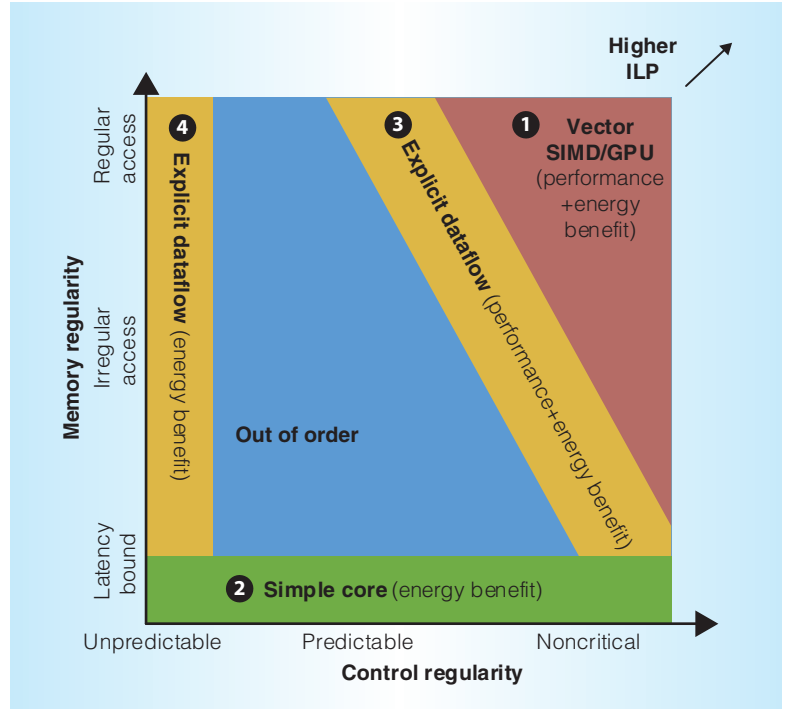 Higher
ILP
4
Explicit dataflow (energy benefit)
3
Explicit dataflow (performance+energy benefit)
1
Vector
SIMD/GPU
(performance
+energy
benefit)
Memory regularity
Regular
access
Irregular
access
Latency
bound
Out of order
2 Simple core (energy benefit)
Unpredictable
Predictable
Noncritical
Control regularity